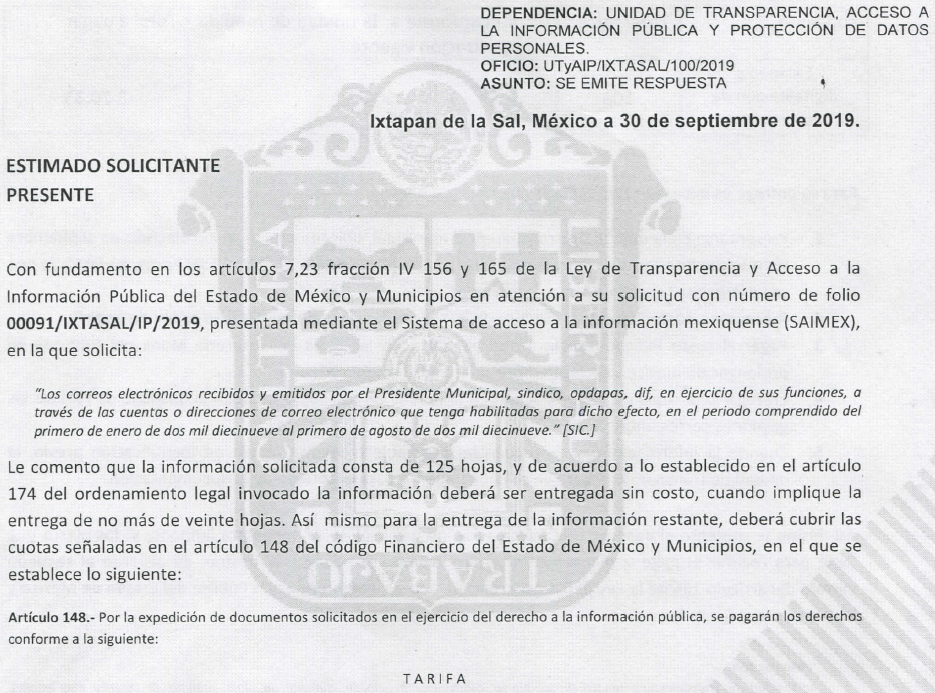 DEPENDENCIA: UNIDAD DE TRANSPARENCIA, ACCESO A
LA INFORMACIÓN PÚBLICA Y PROTECCIÓN DE DATOS
PERSONALES.
OFICIO: UTyAIP/IXTASAL/100/2019
ASUNTO: SE EMITE RESPUESTA
Ixtapan de la Sal, México a 30 de septiembre de 2019.
ESTIMADO SOLICITANTE
PRESENTE
Con fundamento en los artículos 7,23 fracción IV 156 y 165 de la Ley de Transparencia y Acceso a la
Información Pública del Estado de México y Municipios en atención a su solicitud con número de folio
00091/IXTASAL/IP/2019, presentada mediante el Sistema de acceso a la información mexiquense (SAIMEX),
en la que solicita:
"Los correos electrónicos recibidos y emitidos por el Presidente Municipal, sindico, opdapas, dif, en ejercicio de sus funciones, a
través de las cuentas o direcciones de correo electrónico que tenga habilitadas para dicho efecto, en el periodo comprendido del
primero de enero de dos mil diecinueve al primero de agosto de dos mil diecinueve." [SIC.]
Le comento que la información solicitada consta de 125 hojas, y de acuerdo a lo establecido en el artículo
174 del ordenamiento legal invocado la información deberá ser entregada sin costo, cuando implique la
entrega de no más de veinte hojas. Así mismo para la entrega de la información restante, deberá cubrir las
cuotas señaladas en el artículo 148 del código Financiero del Estado de México y Municipios, en el que se
establece lo siguiente:
Artículo 148.- Por la expedición de documentos solicitados en el ejercicio del derecho a la información pública, se pagarán los derechos
conforme a la siguiente:
TARIFA